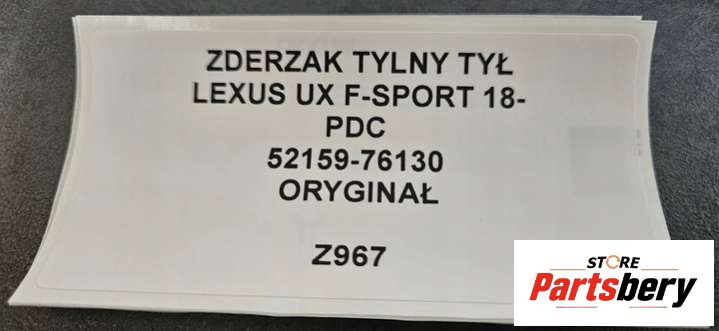 ZDERZAK TYLNY TYŁ
LEXUS UX F-SPORT 18-
PDC
52159-76130
ORYGINAŁ
Z967
STORE
Partsbery